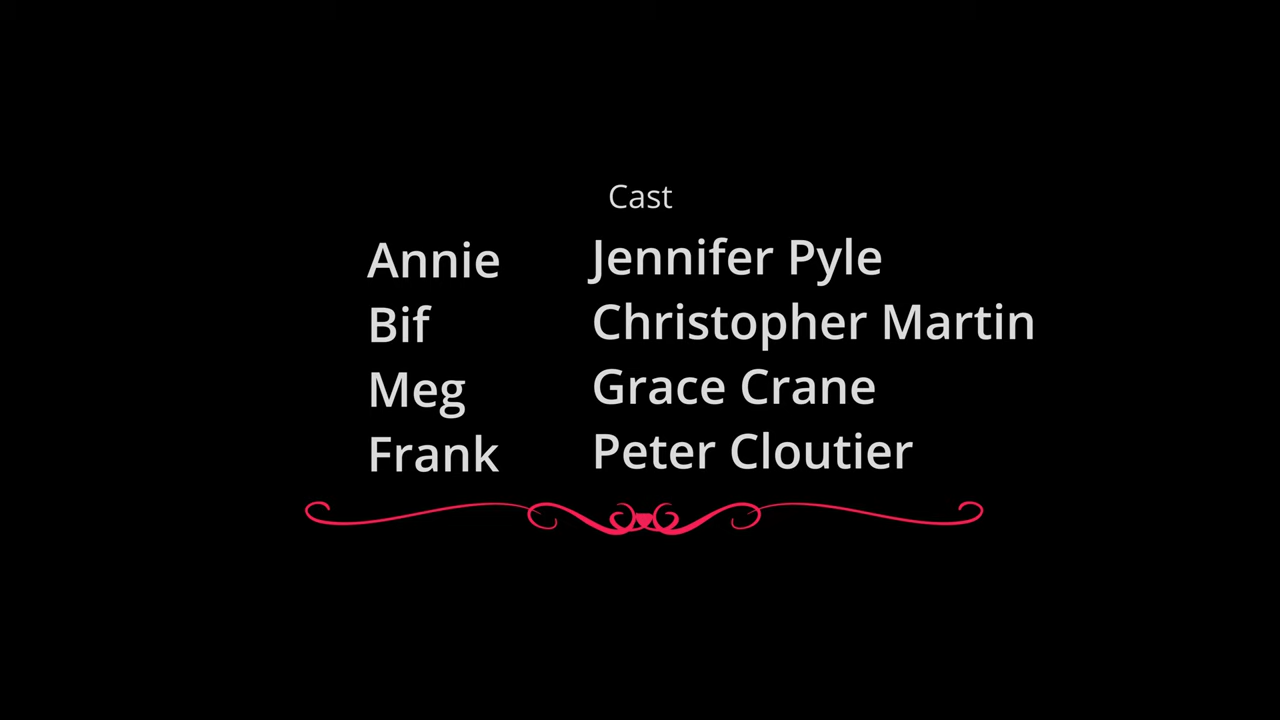 Cast
Annie Jennifer Pyle
Bif Christopher Martin
Meg Grace Crane
Frank Peter Cloutier